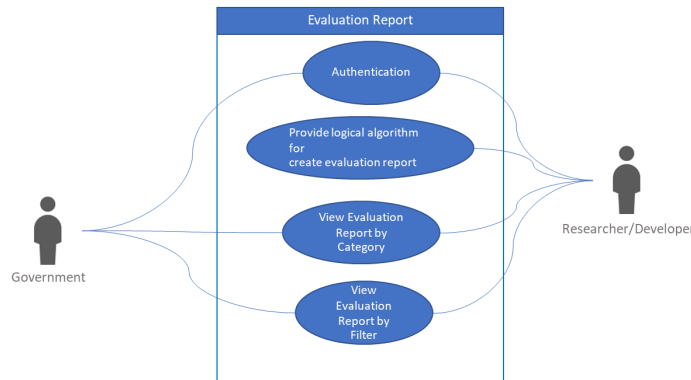 Evaluation Report
Authentication
Provide logical algorithm
for
create evaluation report
View Evaluation
Report by
Category
Researcher/Developer
Government
View
Evaluation
Report by
Filter